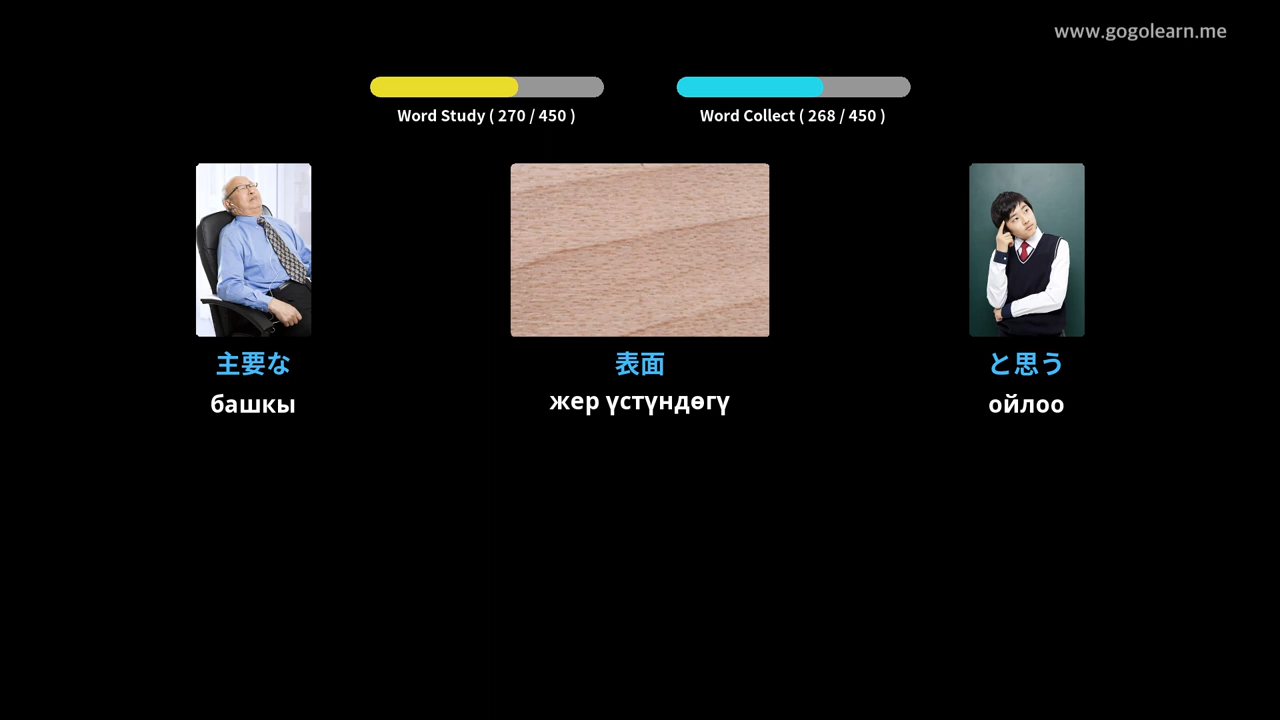 www.gogolearn.me
Word Study ( 270 / 450 )
Word Collect ( 268 / 450 )
主要な
башкы
表面
жер үстүндөгү
と思う
ойлоо